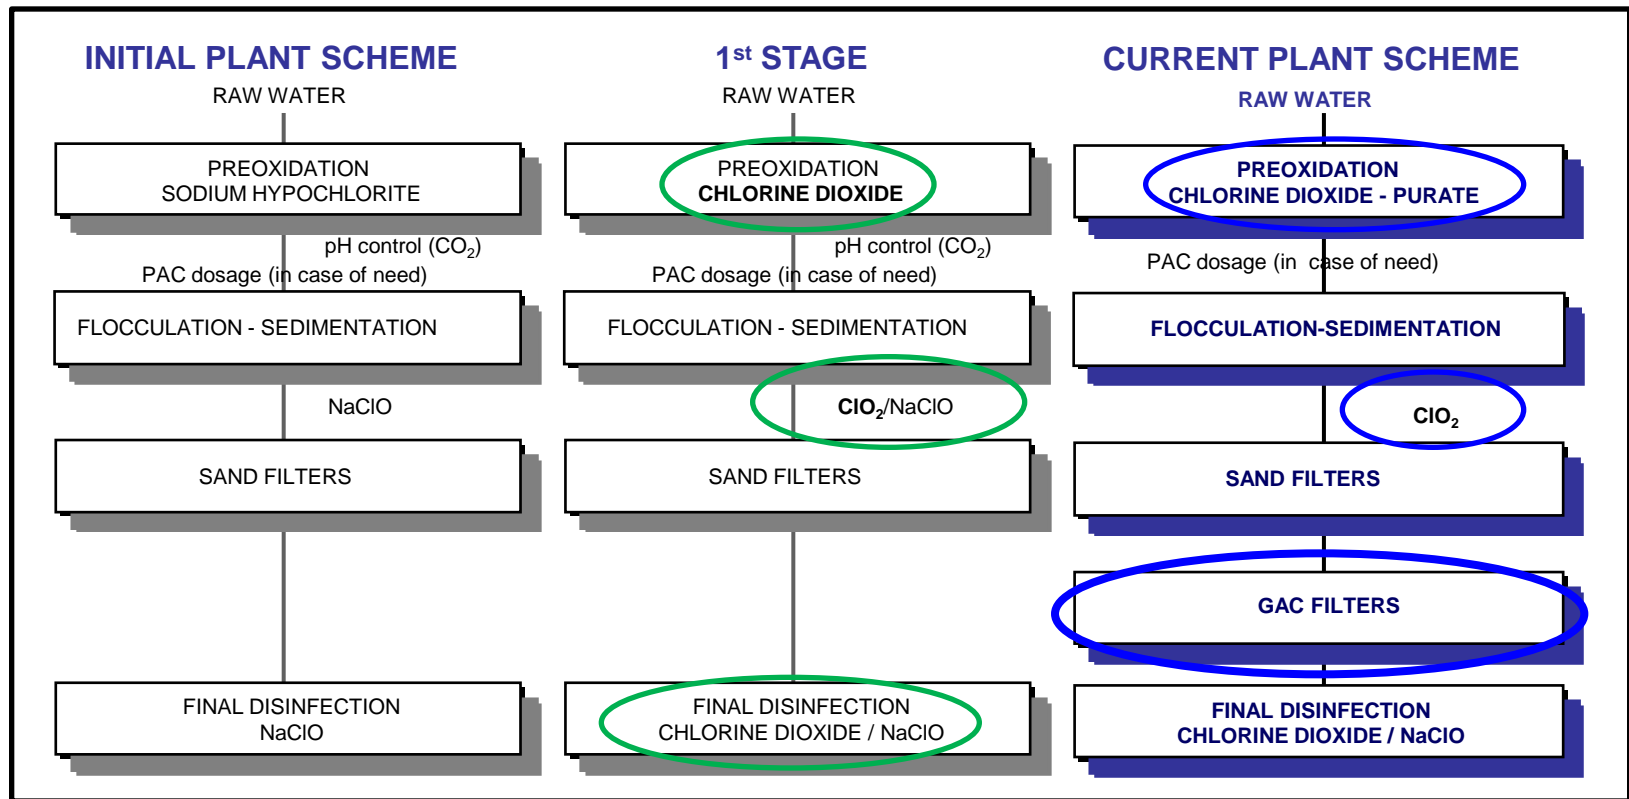 INITIAL PLANT SCHEME
RAW WATER
PREOXIDATION
SODIUM HYPOCHLORITE
pH control (CO₂)
PAC dosage (in case of need)
FLOCCULATION - SEDIMENTATION
NaClO
SAND FILTERS
FINAL DISINFECTION
NaClO
1st STAGE
RAW WATER
PREOXIDATION
CHLORINE DIOXIDE
pH control (CO₂)
PAC dosage (in case of need)
FLOCCULATION - SEDIMENTATION
ClO₂/NaClO
SAND FILTERS
FINAL DISINFECTION
CHLORINE DIOXIDE / NaClO
CURRENT PLANT SCHEME
RAW WATER
PREOXIDATION
CHLORINE DIOXIDE - PURATE
PAC dosage (in case of need)
FLOCCULATION-SEDIMENTATION
ClO₂
SAND FILTERS
GAC FILTERS
FINAL DISINFECTION
CHLORINE DIOXIDE / NaClO